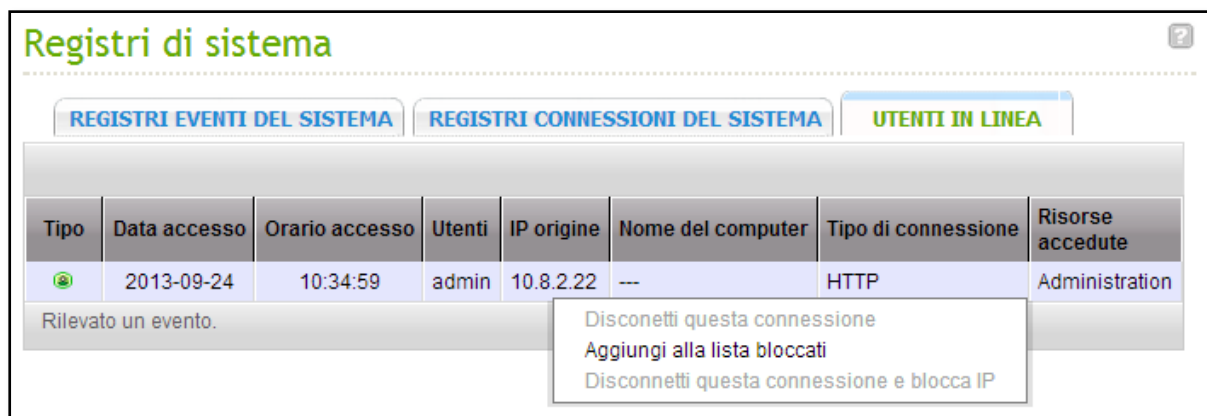 Registri di sistema
?
REGISTRI EVENTI DEL SISTEMA REGISTRI CONNESSIONI DEL SISTEMA UTENTI IN LINEA
Tipo Data accesso Orario accesso Utenti IP origine Nome del computer Tipo di connessione Risorse accedute
2013-09-24 10:34:59 admin 10.8.2.22 --- HTTP Administration
Rilevato un evento.
Disconetti questa connessione
Aggiungi alla lista bloccati
Disconnetti questa connessione e blocca IP